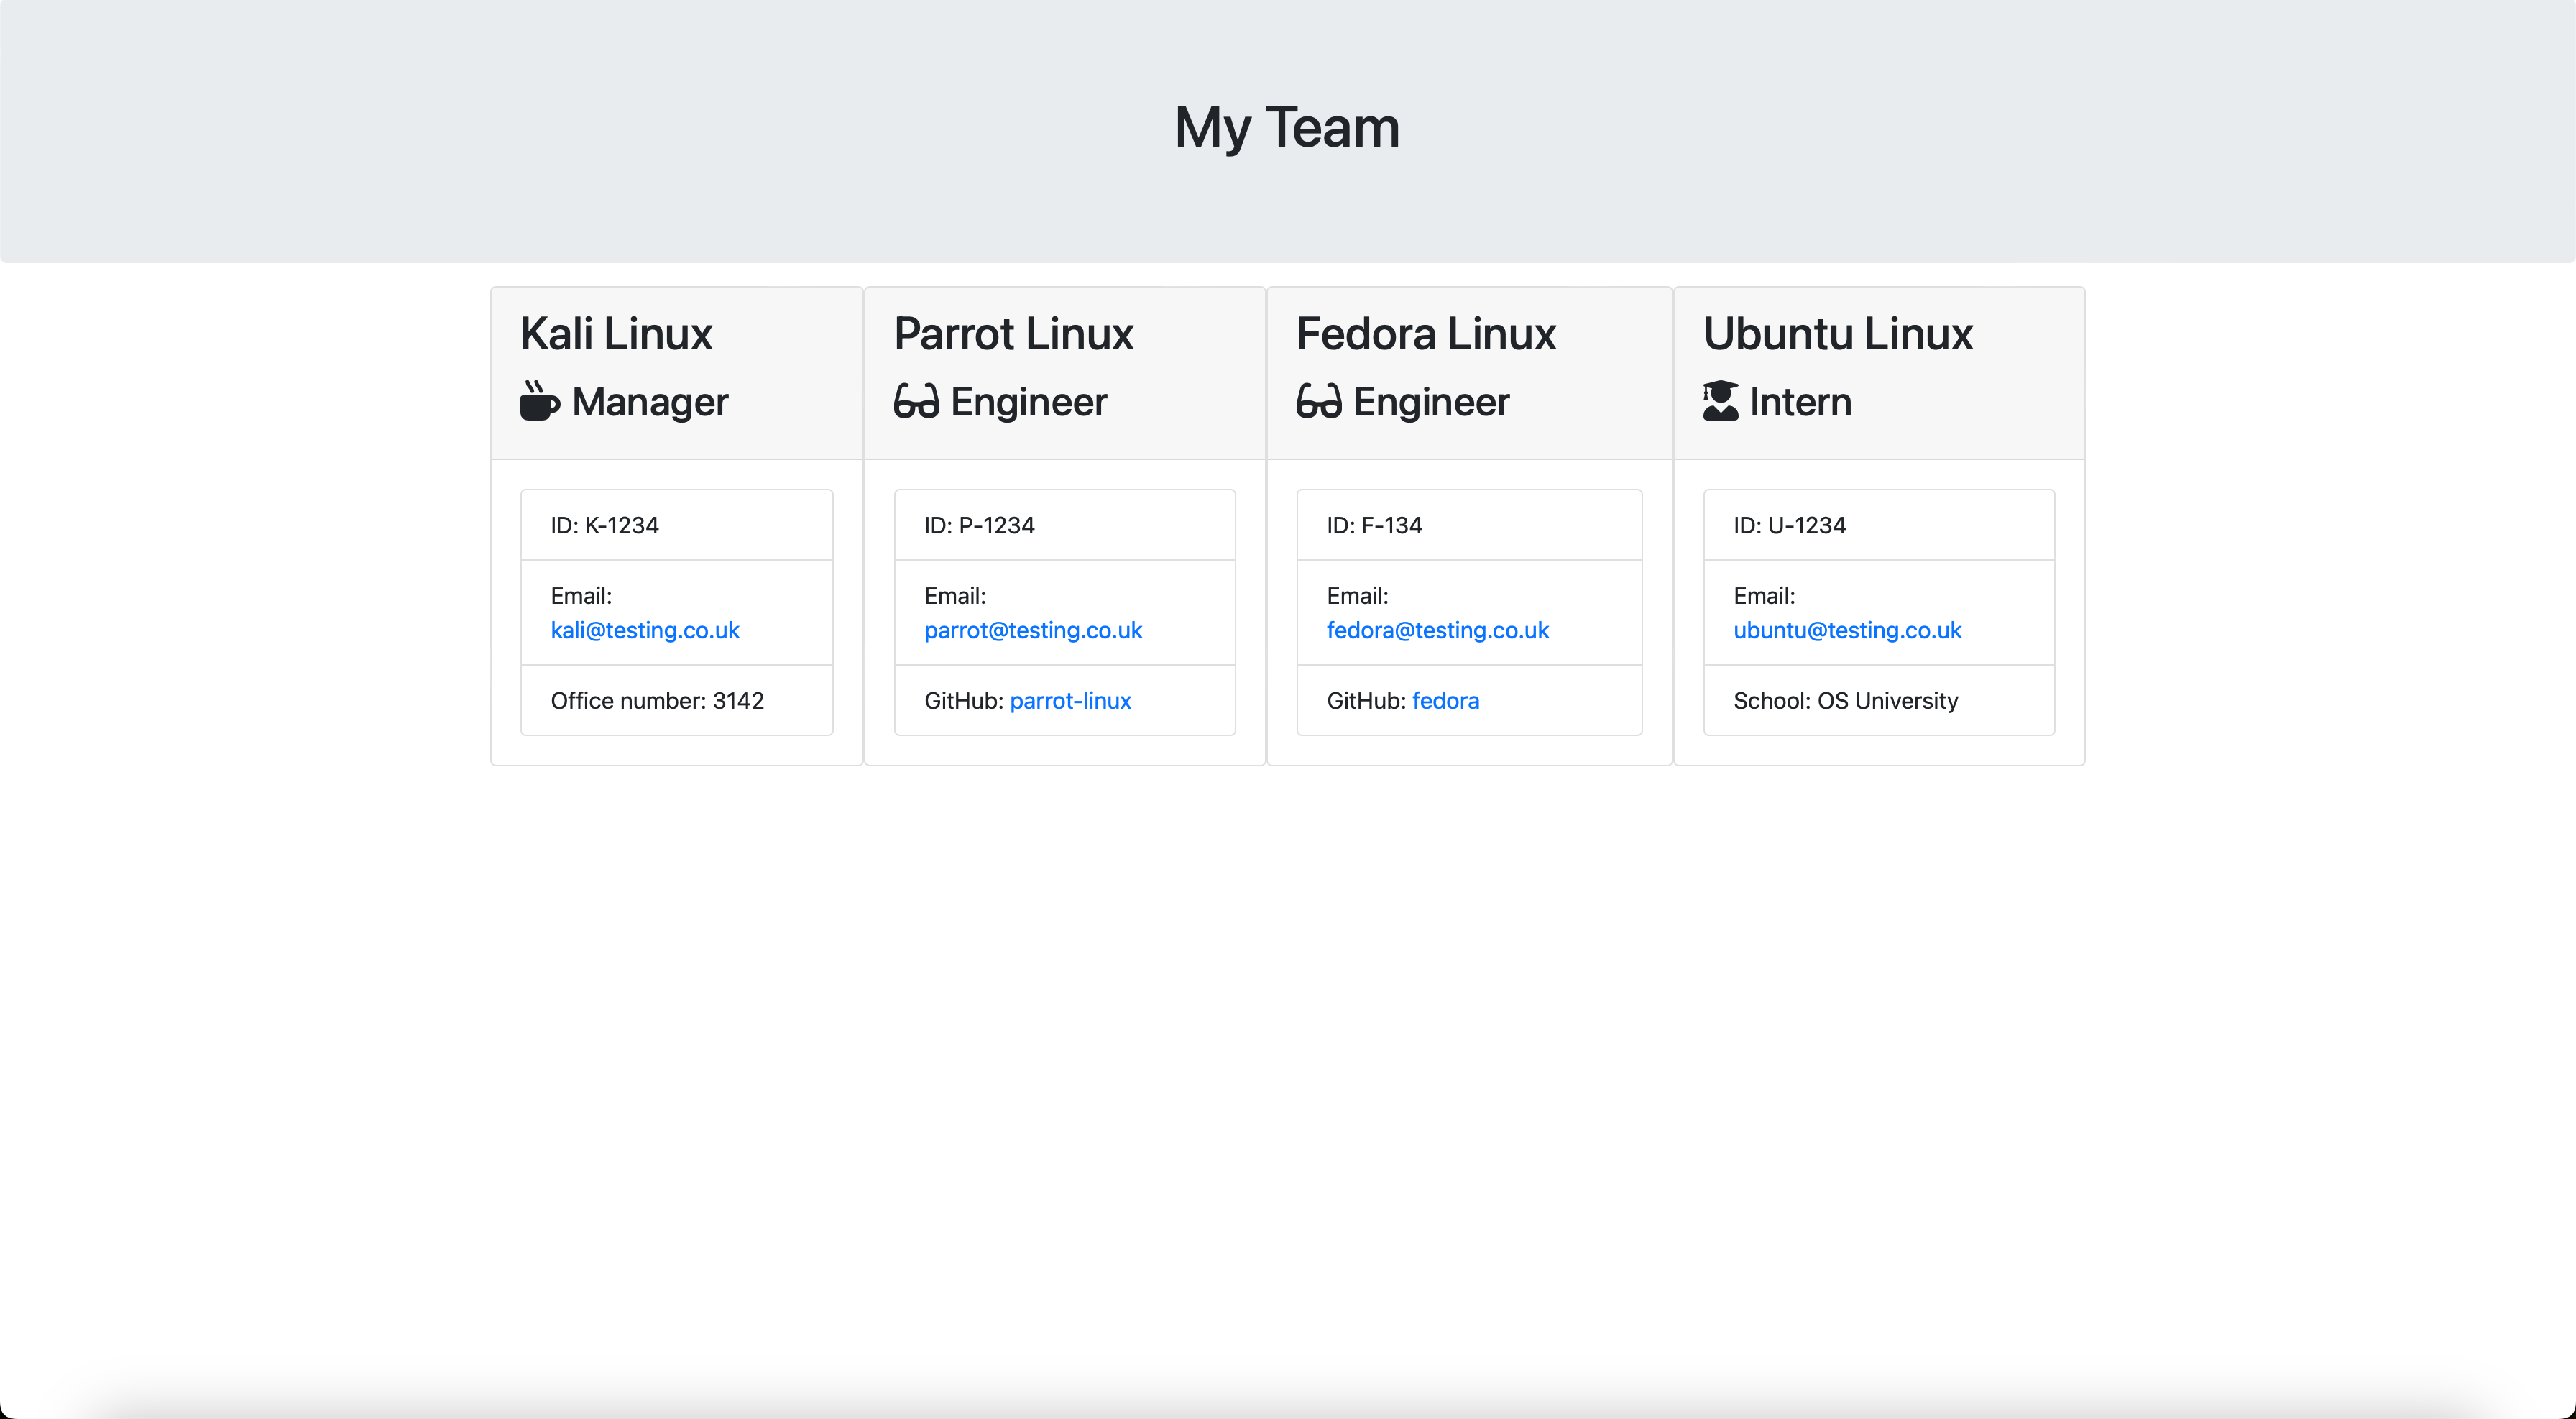 My Team
Kali Linux
Manager
ID: K-1234
Email:
kali@testing.co.uk
Office number: 3142
Parrot Linux
Engineer
ID: P-1234
Email:
parrot@testing.co.uk
GitHub: parrot-linux
Fedora Linux
Engineer
ID: F-134
Email:
fedora@testing.co.uk
GitHub: fedora
Ubuntu Linux
Intern
ID: U-1234
Email:
ubuntu@testing.co.uk
School: OS University